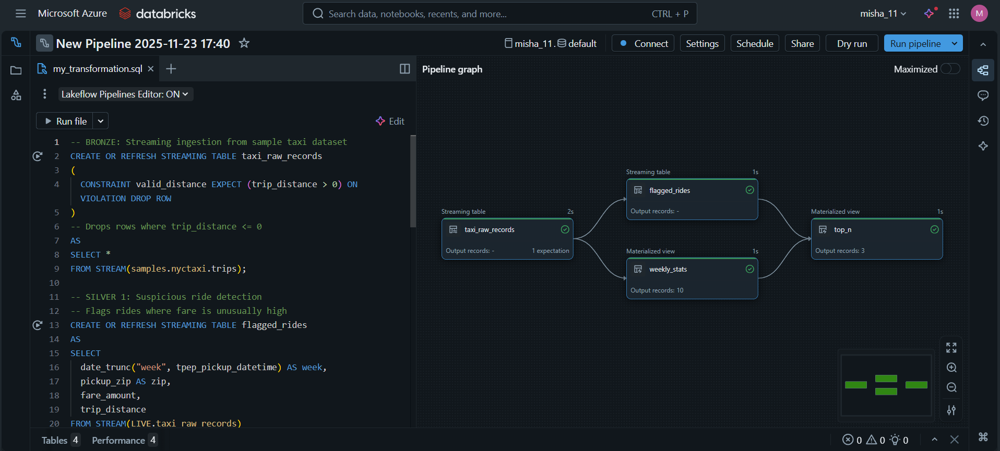 Microsoft Azure databricks
Search data, notebooks, recents, and more... CTRL + P
misha_11
M
New Pipeline 2025-11-23 17:40
misha_11. default
Connect
Settings
Schedule
Share
Dry run
Run pipeline
my_transformation.sql
Lakeflow Pipelines Editor: ON
Run file
Edit
1 -- BRONZE: Streaming ingestion from sample taxi dataset
2 CREATE OR REFRESH STREAMING TABLE taxi_raw_records
3 (
4 CONSTRAINT valid_distance EXPECT (trip_distance > 0) ON
VIOLATION DROP ROW
5 )
6 -- Drops rows where trip_distance <= 0
7 AS
8 SELECT *
9 FROM STREAM(samples.nyctaxi.trips);
10
11 -- SILVER 1: Suspicious ride detection
12 -- Flags rides where fare is unusually high
13 CREATE OR REFRESH STREAMING TABLE flagged_rides
14 AS
15 SELECT
16 date_trunc("week", tpep_pickup_datetime) AS week,
17 pickup_zip AS zip,
18 fare_amount,
19 trip_distance
20 FROM STREAM(LIVE.taxi_raw_records)
Pipeline graph
Maximized
Streaming table 2s
taxi_raw_records
Output records: - 1 expectation
Streaming table 1s
flagged_rides
Output records: -
Materialized view 1s
weekly_stats
Output records: 10
Materialized view 1s
top_n
Output records: 3
Tables 4 Performance 4
0 0 0